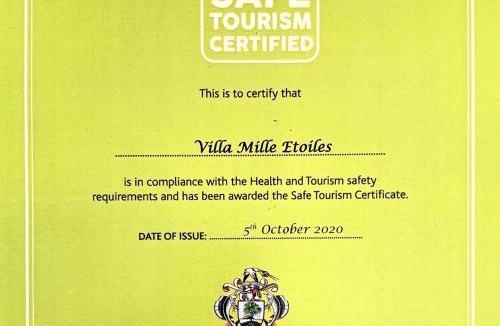 SAFE
TOURISM
CERTIFIED
This is to certify that
Villa Mille Etoiles
is in compliance with the Health and Tourism safety
requirements and has been awarded the Safe Tourism Certificate.
DATE OF ISSUE: 5th October 2020